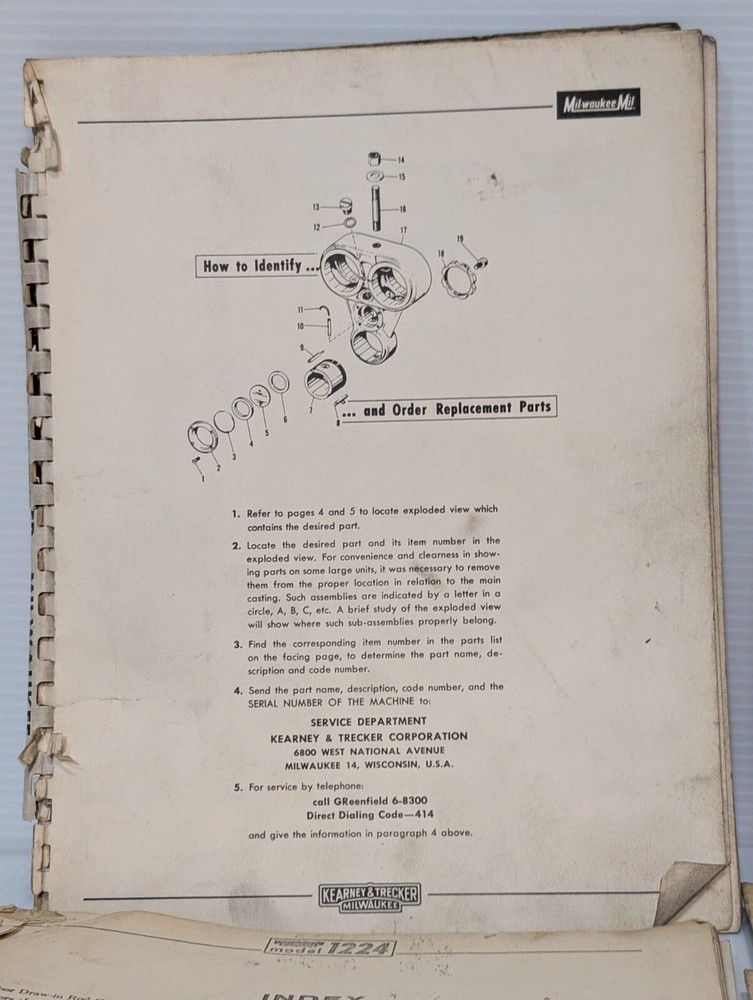 Milwaukee Mil.
14
15
13
16
12
17
19
18
How to Identify ...
11
10
9
7
8
... and Order Replacement Parts
6
5
4
3
2
1
1. Refer to pages 4 and 5 to locate exploded view which
contains the desired part.
2. Locate the desired part and its item number in the
exploded view. For convenience and clearness in show-
ing parts on some large units, it was necessary to remove
them from the proper location in relation to the main
casting. Such assemblies are indicated by a letter in a
circle, A, B, C, etc. A brief study of the exploded view
will show where such sub-assemblies properly belong.
3. Find the corresponding item number in the parts list
on the facing page, to determine the part name, de-
scription and code number.
4. Send the part name, description, code number, and the
SERIAL NUMBER OF THE MACHINE to:
SERVICE DEPARTMENT
KEARNEY & TRECKER CORPORATION
6800 WEST NATIONAL AVENUE
MILWAUKEE 14, WISCONSIN, U.S.A.
5. For service by telephone:
call GReenfield 6-8300
Direct Dialing Code—414
and give the information in paragraph 4 above.
KEARNEY & TRECKER
MILWAUKEE
model 1224
Draw-in Rod
INDEX